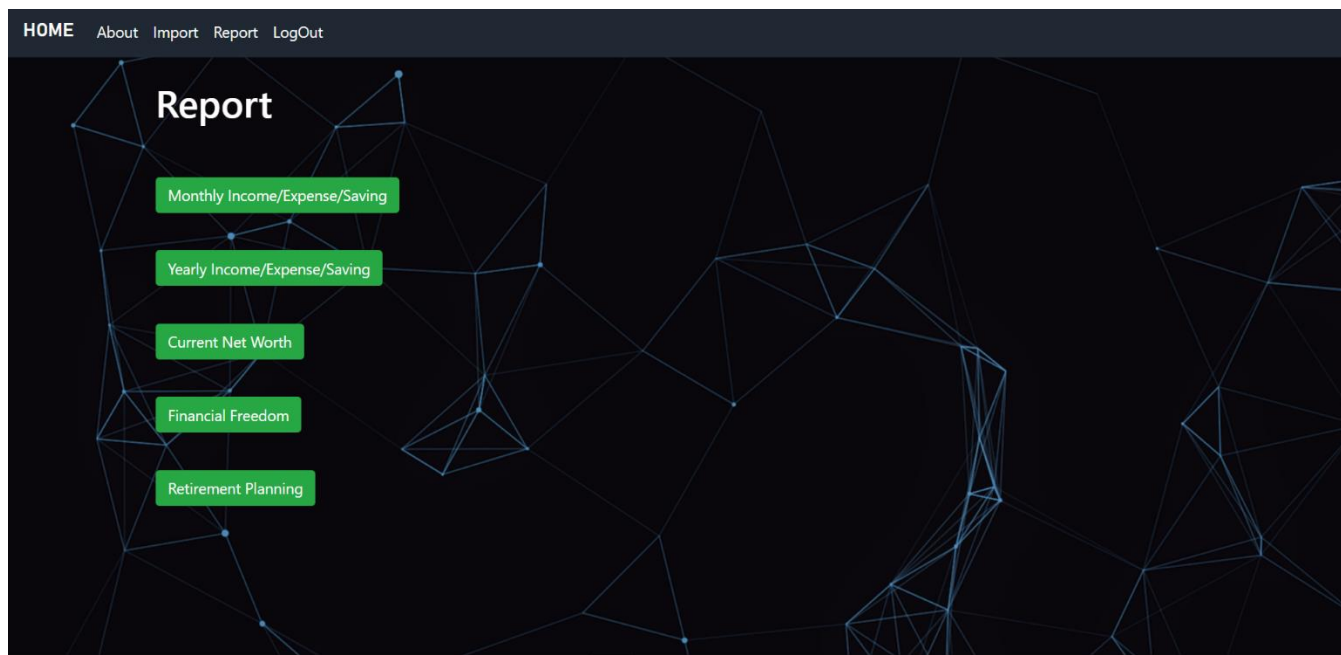 HOME About Import Report LogOut
Report
Monthly Income/Expense/Saving
Yearly Income/Expense/Saving
Current Net Worth
Financial Freedom
Retirement Planning